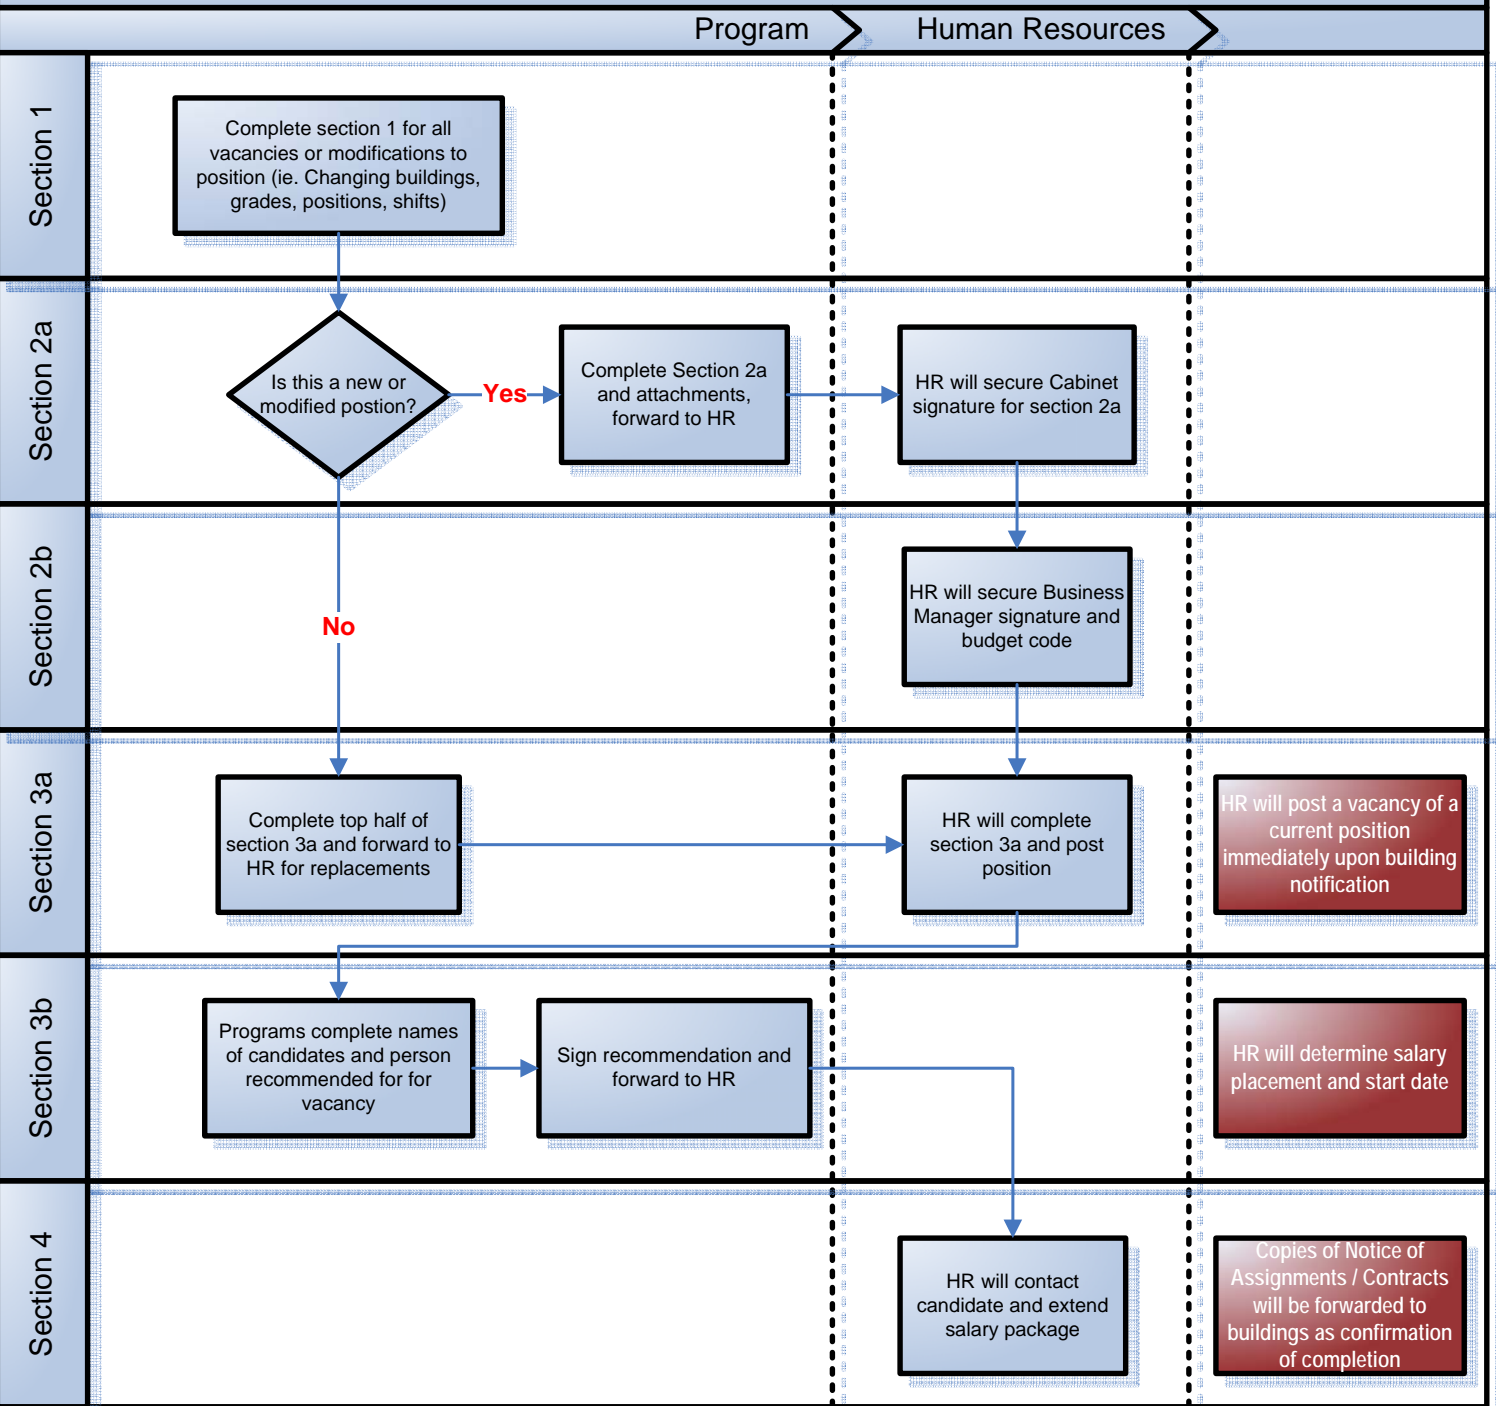 Program
Human Resources
Section 1
Complete section 1 for all
vacancies or modifications to
position (ie. Changing buildings,
grades, positions, shifts)
Section 2a
Is this a new or
modified postion?
Yes
Complete Section 2a
and attachments,
forward to HR
HR will secure Cabinet
signature for section 2a
Section 2b
No
HR will secure Business
Manager signature and
budget code
Section 3a
Complete top half of
section 3a and forward to
HR for replacements
HR will complete
section 3a and post
position
HR will post a vacancy of a
current position
immediately upon building
notification
Section 3b
Programs complete names
of candidates and person
recommended for for
vacancy
Sign recommendation and
forward to HR
HR will determine salary
placement and start date
Section 4
HR will contact
candidate and extend
salary package
Copies of Notice of
Assignments / Contracts
will be forwarded to
buildings as confirmation
of completion